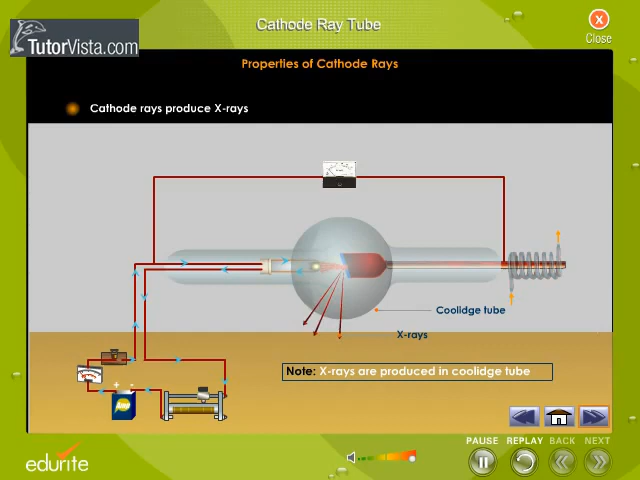 Cathode Ray Tube
X
Close
TutorVista.com
Properties of Cathode Rays
Cathode rays produce X-rays
Coolidge tube
X-rays
+ -
Note: X-rays are produced in coolidge tube
PAUSE REPLAY BACK NEXT
edurite